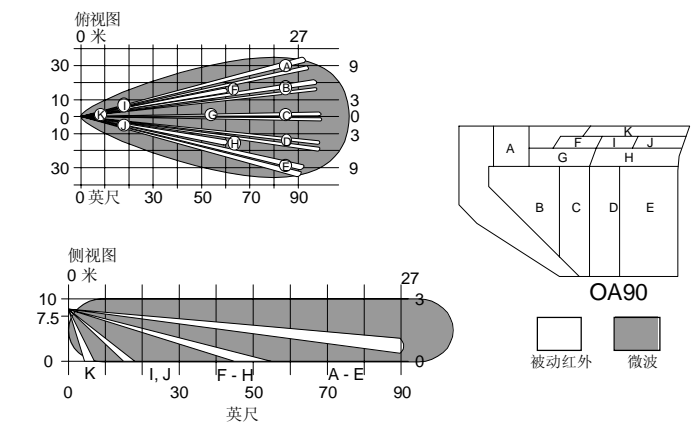 俯视图
0 米 27
30 9
10 3
0 0
10 3
30 9
A
F B
I
K G C
J
H D
E
0 英尺 30 50 70 90
侧视图
0 米 27
10 3
7.5
0 0
K I, J F - H A - E
0 30 50 70 90
英尺
K
A F I J
G H
B C D E
OA90
被动红外 微波